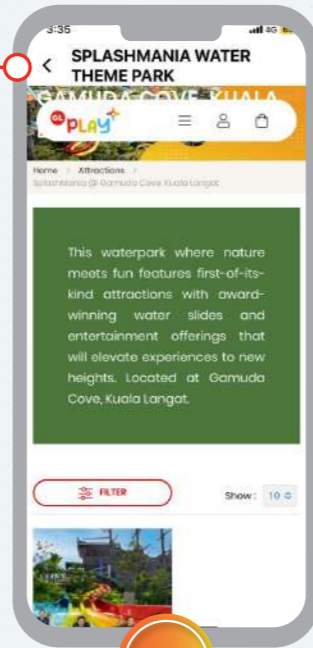 3:35
4G
SPLASHMANIA WATER
THEME PARK
GAMUDA COVE, KUALA
GL PLAY
Home > Attractions >
SplashMania @ Gamuda Cove, Kuala Langat
This waterpark where nature
meets fun features first-of-its-
kind attractions with award-
winning water slides and
entertainment offerings that
will elevate experiences to new
heights. Located at Gamuda
Cove, Kuala Langat.
FILTER
Show : 10